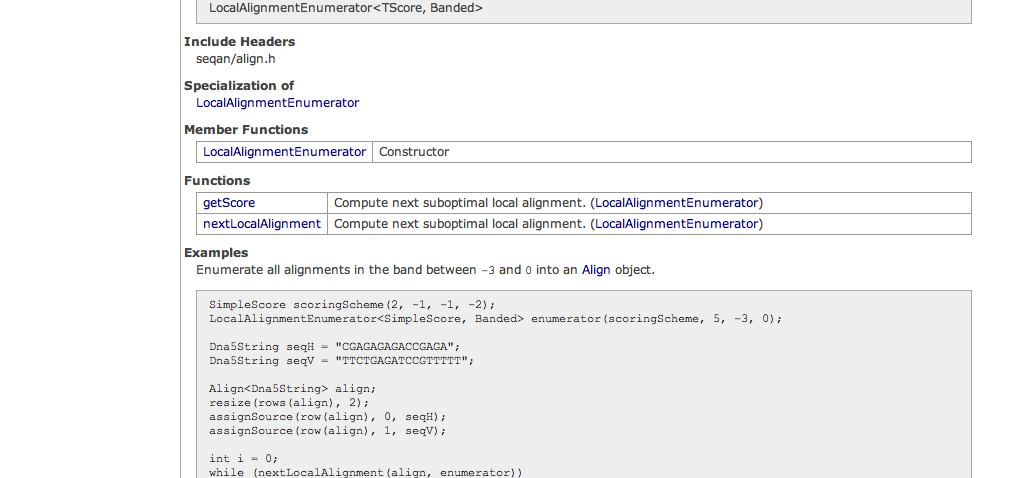 LocalAlignmentEnumerator<TScore, Banded>
Include Headers
seqan/align.h
Specialization of
LocalAlignmentEnumerator
Member Functions
LocalAlignmentEnumerator Constructor
Functions
getScore Compute next suboptimal local alignment. (LocalAlignmentEnumerator)
nextLocalAlignment Compute next suboptimal local alignment. (LocalAlignmentEnumerator)
Examples
Enumerate all alignments in the band between -3 and 0 into an Align object.
SimpleScore scoringScheme(2, -1, -1, -2);
LocalAlignmentEnumerator<SimpleScore, Banded> enumerator(scoringScheme, 5, -3, 0);
Dna5String seqH = "CGAGAGAGACCGAGA";
Dna5String seqV = "TTCTGAGATCCGTTTTT";
Align<Dna5String> align;
resize(rows(align), 2);
assignSource(row(align), 0, seqH);
assignSource(row(align), 1, seqV);
int i = 0;
while (nextLocalAlignment(align, enumerator))